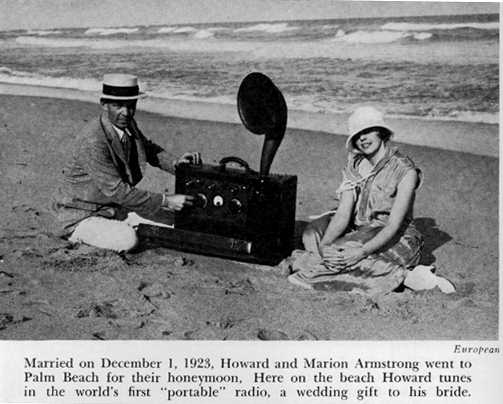 European
Married on December 1, 1923, Howard and Marion Armstrong went to
Palm Beach for their honeymoon, Here on the beach Howard tunes
in the world's first "portable" radio, a wedding gift to his bride.